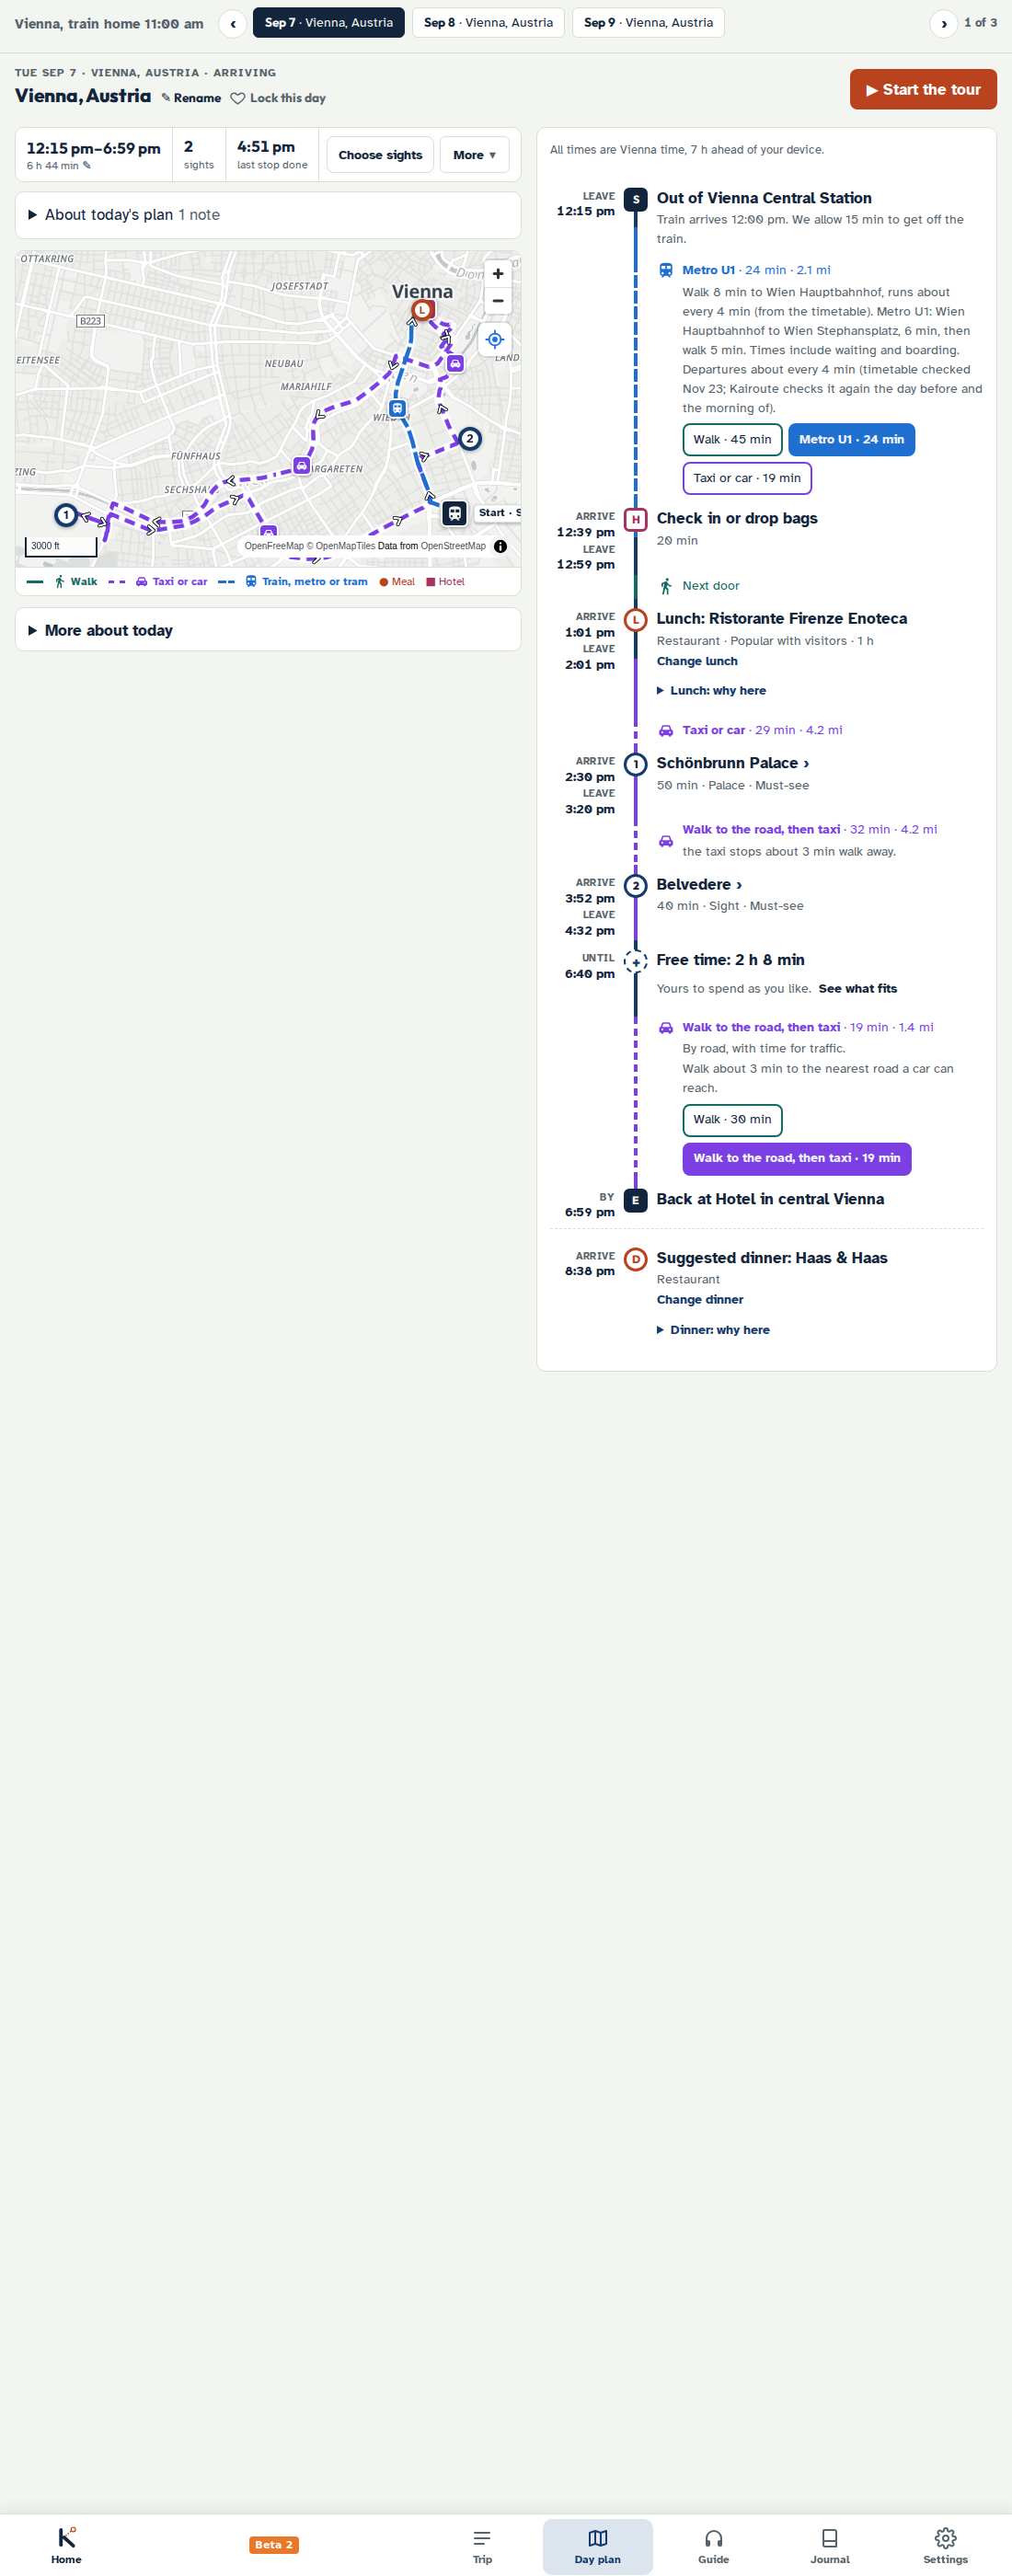 Vienna, train home 11:00 am
‹
Sep 7 · Vienna, Austria
Sep 8 · Vienna, Austria
Sep 9 · Vienna, Austria
›
1 of 3
TUE SEP 7 · VIENNA, AUSTRIA · ARRIVING
Vienna, Austria
✎ Rename
Lock this day
▶ Start the tour
12:15 pm–6:59 pm
6 h 44 min ✎
2
sights
4:51 pm
last stop done
Choose sights
More ▾
▶ About today's plan 1 note
OTTAKRING
JOSEFSTADT
Vienna
L
B223
NEUBAU
MARIAHILF
FÜNFHAUS
2
1
Start · S
3000 ft
OpenFreeMap © OpenMapTiles Data from OpenStreetMap
Walk
Taxi or car
Train, metro or tram
Meal
Hotel
▶ More about today
All times are Vienna time, 7 h ahead of your device.
LEAVE
12:15 pm
S
Out of Vienna Central Station
Train arrives 12:00 pm. We allow 15 min to get off the
train.
Metro U1 · 24 min · 2.1 mi
Walk 8 min to Wien Hauptbahnhof, runs about
every 4 min (from the timetable). Metro U1: Wien
Hauptbahnhof to Wien Stephansplatz, 6 min, then
walk 5 min. Times include waiting and boarding.
Departures about every 4 min (timetable checked
Nov 23; Kairoute checks it again the day before and
the morning of).
Walk · 45 min
Metro U1 · 24 min
Taxi or car · 19 min
ARRIVE
12:39 pm
LEAVE
12:59 pm
H
Check in or drop bags
20 min
Next door
ARRIVE
1:01 pm
LEAVE
2:01 pm
L
Lunch: Ristorante Firenze Enoteca
Restaurant · Popular with visitors · 1 h
Change lunch
▶ Lunch: why here
Taxi or car · 29 min · 4.2 mi
ARRIVE
2:30 pm
LEAVE
3:20 pm
1
Schönbrunn Palace ›
50 min · Palace · Must-see
Walk to the road, then taxi · 32 min · 4.2 mi
the taxi stops about 3 min walk away.
ARRIVE
3:52 pm
LEAVE
4:32 pm
2
Belvedere ›
40 min · Sight · Must-see
UNTIL
6:40 pm
+
Free time: 2 h 8 min
Yours to spend as you like. See what fits
Walk to the road, then taxi · 19 min · 1.4 mi
By road, with time for traffic.
Walk about 3 min to the nearest road a car can
reach.
Walk · 30 min
Walk to the road, then taxi · 19 min
BY
6:59 pm
E
Back at Hotel in central Vienna
ARRIVE
8:38 pm
D
Suggested dinner: Haas & Haas
Restaurant
Change dinner
▶ Dinner: why here
Home
Beta 2
Trip
Day plan
Guide
Journal
Settings